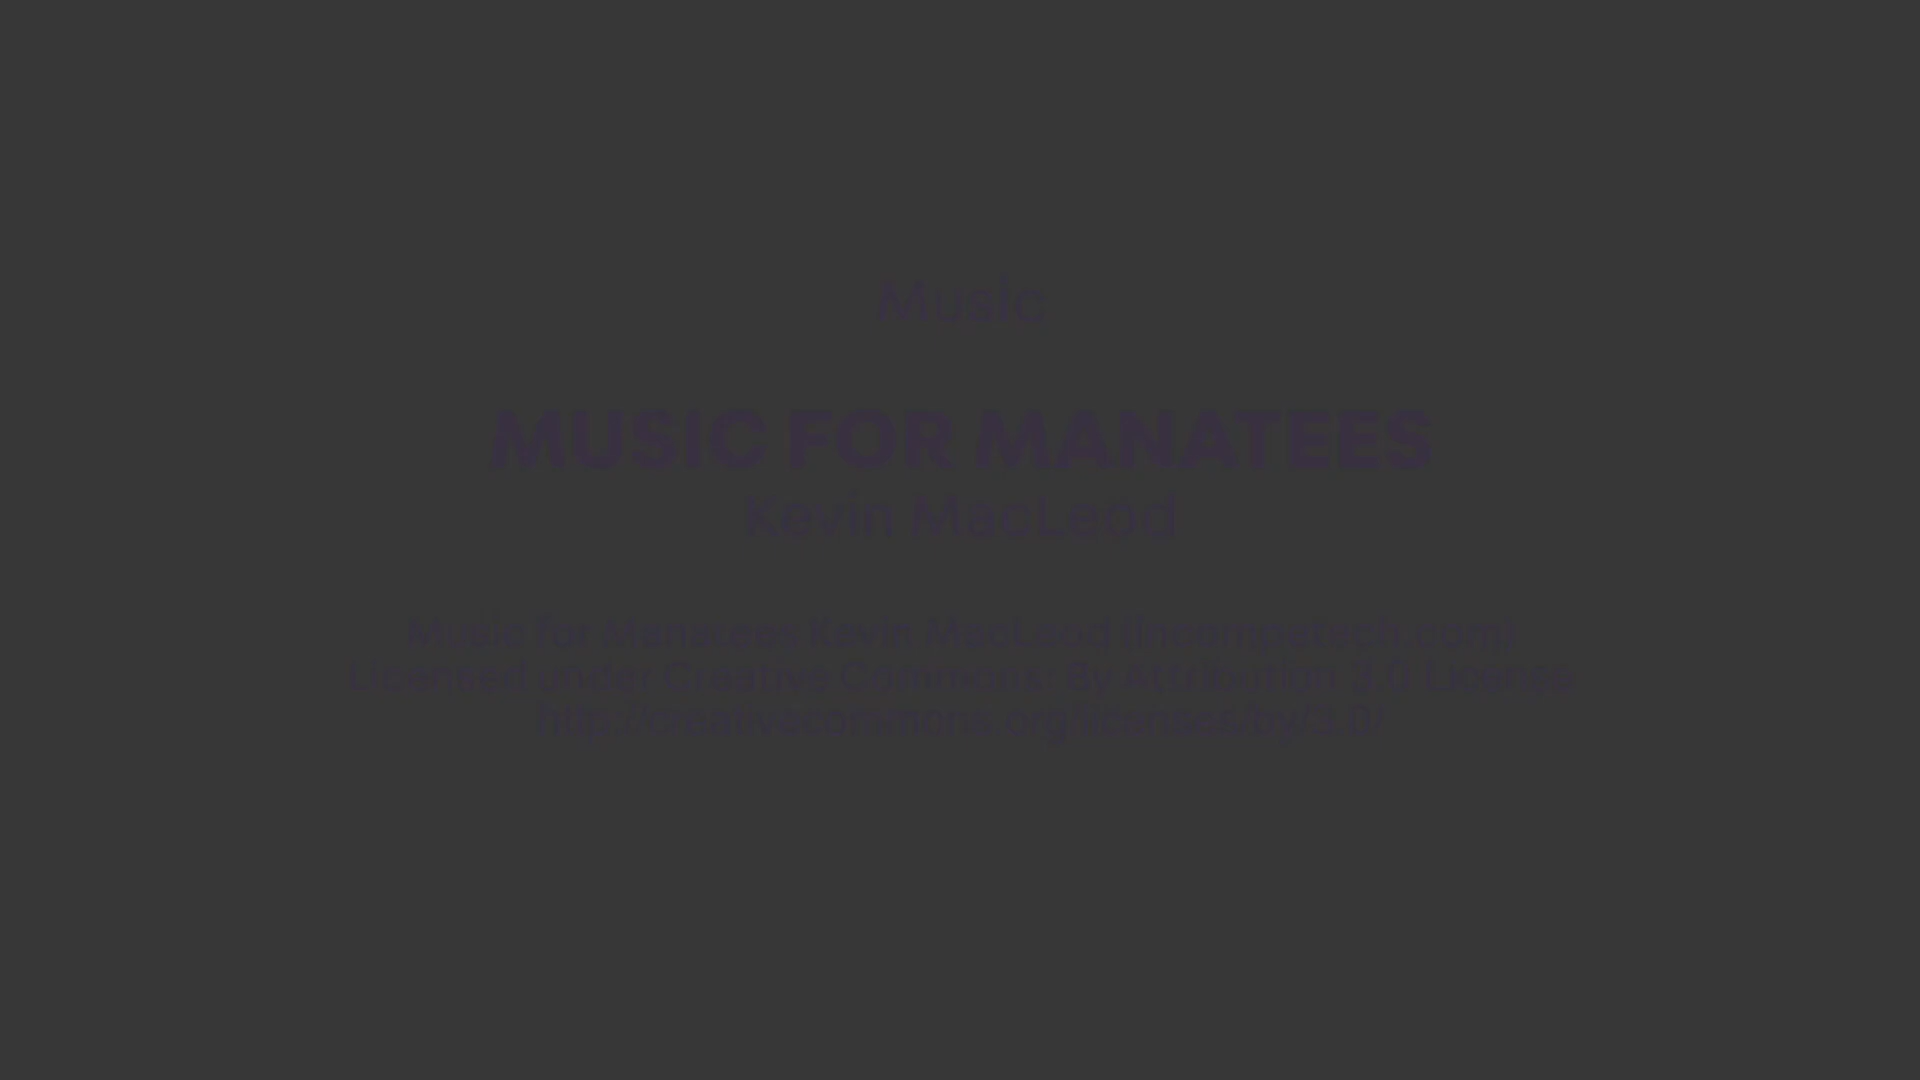 Music
MUSIC FOR MANATEES
Kevin MacLeod
Music for Manatees Kevin MacLeod (incompetech.com)
Licensed under Creative Commons: By Attribution 3.0 License
http://creativecommons.org/licenses/by/3.0/